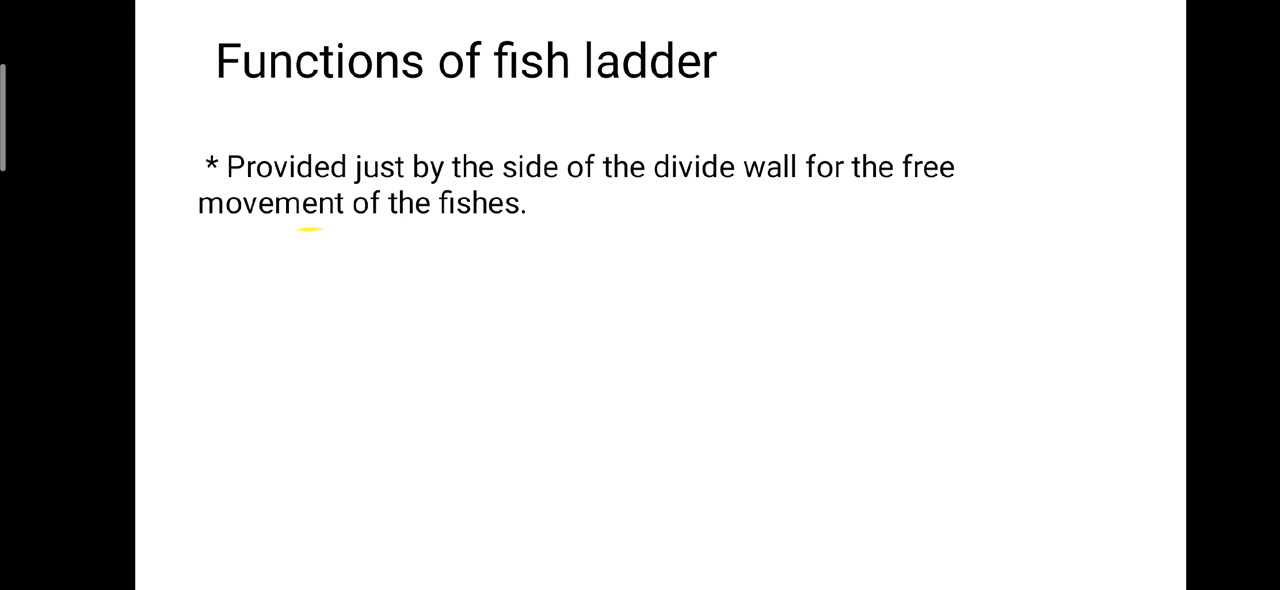 Functions of fish ladder
* Provided just by the side of the divide wall for the free
movement of the fishes.